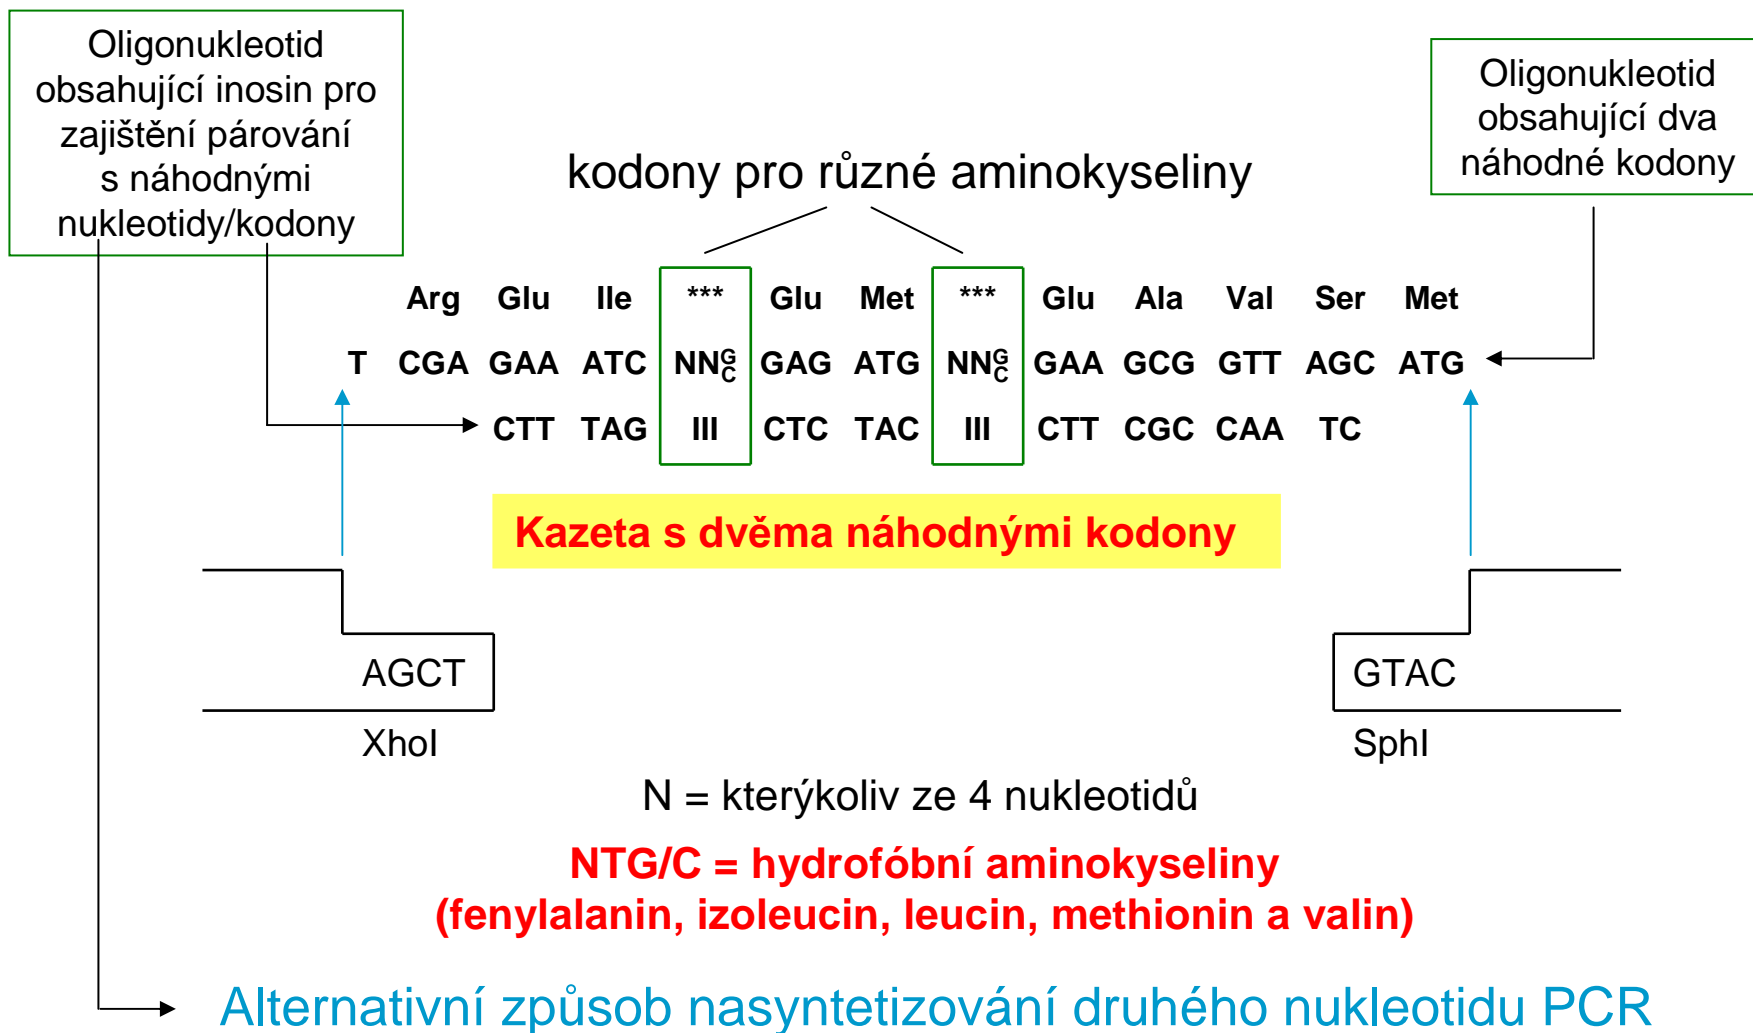 Oligonukleotid
obsahující inosin pro
zajištění párování
s náhodnými
nukleotidy/kodony
Oligonukleotid
obsahující dva
náhodné kodony
kodony pro různé aminokyseliny
Arg Glu Ile *** Glu Met *** Glu Ala Val Ser Met
T CGA GAA ATC NNG/C GAG ATG NNG/C GAA GCG GTT AGC ATG
CTT TAG III CTC TAC III CTT CGC CAA TC
Kazeta s dvěma náhodnými kodony
AGCT GTAC
XhoI SphI
N = kterýkoliv ze 4 nukleotidů
NTG/C = hydrofóbní aminokyseliny
(fenylalanin, izoleucin, leucin, methionin a valin)
Alternativní způsob nasyntetizování druhého nukleotidu PCR